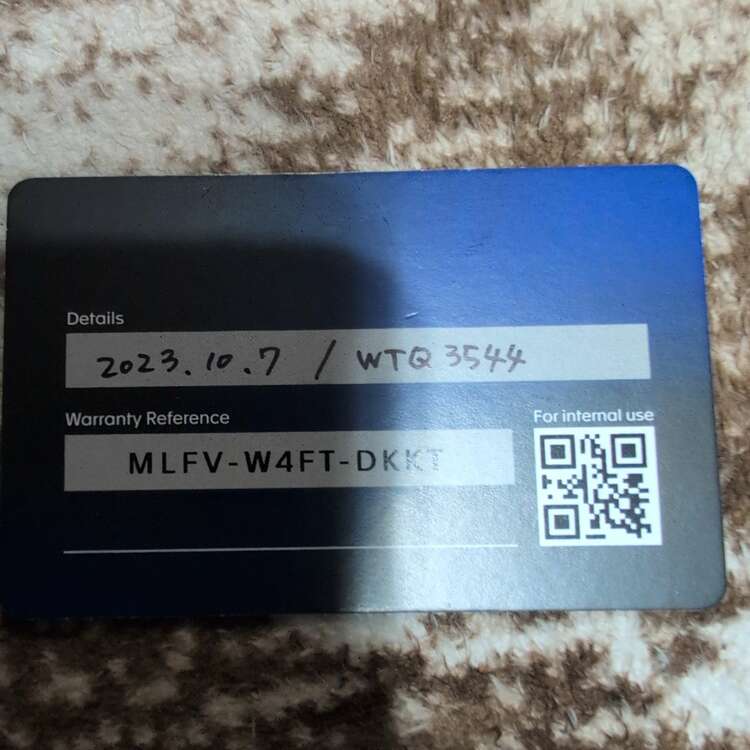 Details
2023.10.7 / WTQ 3544
Warranty Reference
For internal use
MLFV-W4FT-DKKT